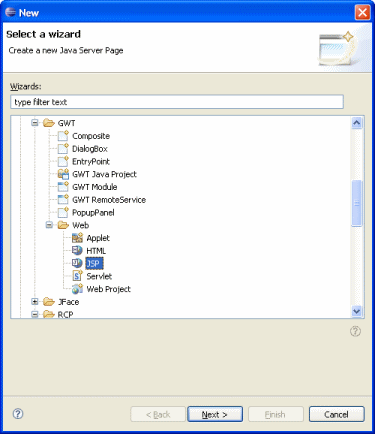 New
Select a wizard
Create a new Java Server Page
Wizards:
type filter text
GWT
Composite
DialogBox
EntryPoint
GWT Java Project
GWT Module
GWT RemoteService
PopupPanel
Web
Applet
HTML
JSP
Servlet
Web Project
JFace
RCP
< Back Next > Finish Cancel